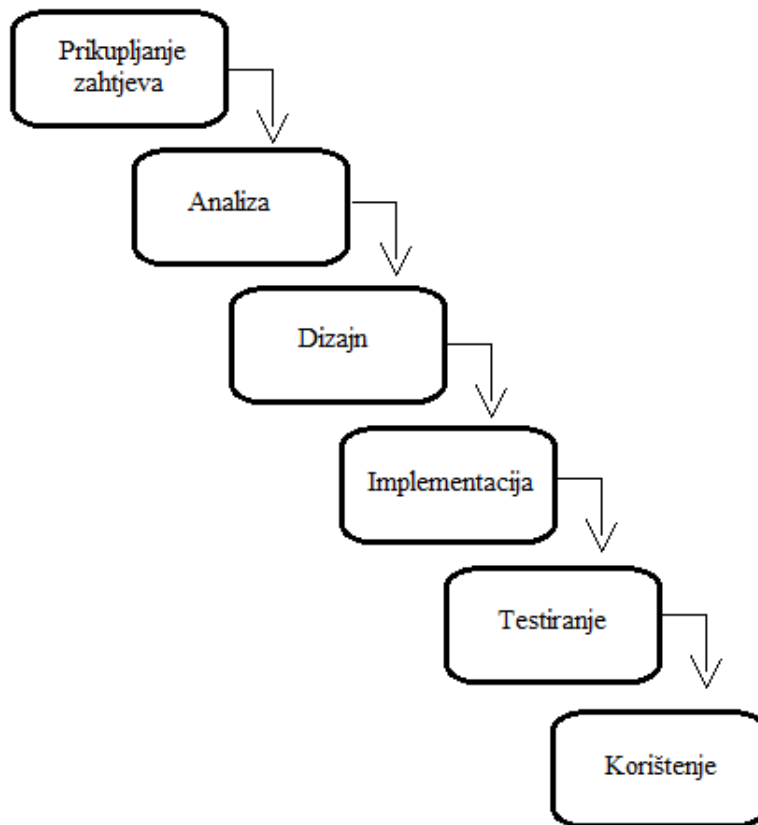 Prikupljanje
zahtjeva
Analiza
Dizajn
Implementacija
Testiranje
Korištenje